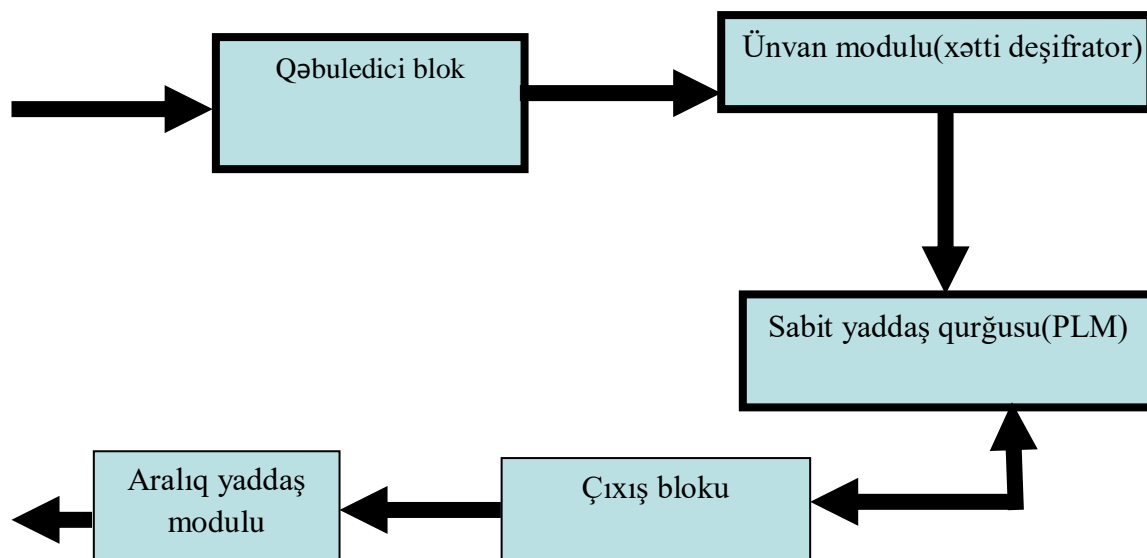 Qəbuledici blok
Ünvan modulu(xətti deşifrator)
Sabit yaddaş qurğusu(PLM)
Aralıq yaddaş
modulu
Çıxış bloku